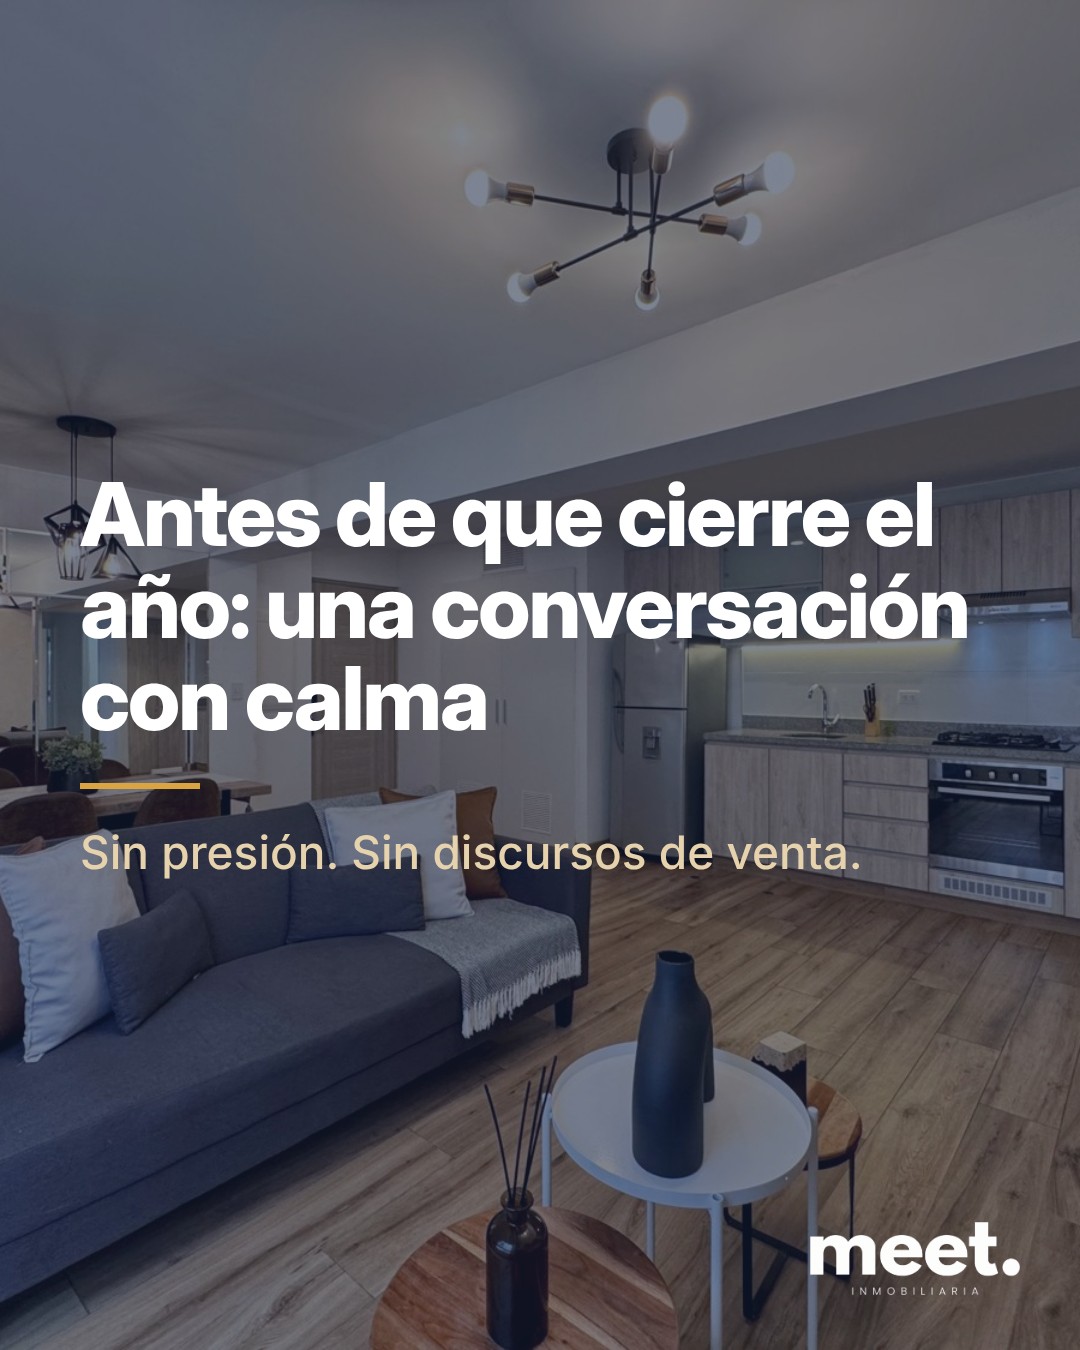 Antes de que cierre el
año: una conversación
con calma
Sin presión. Sin discursos de venta.
meet.
INMOBILIARIA